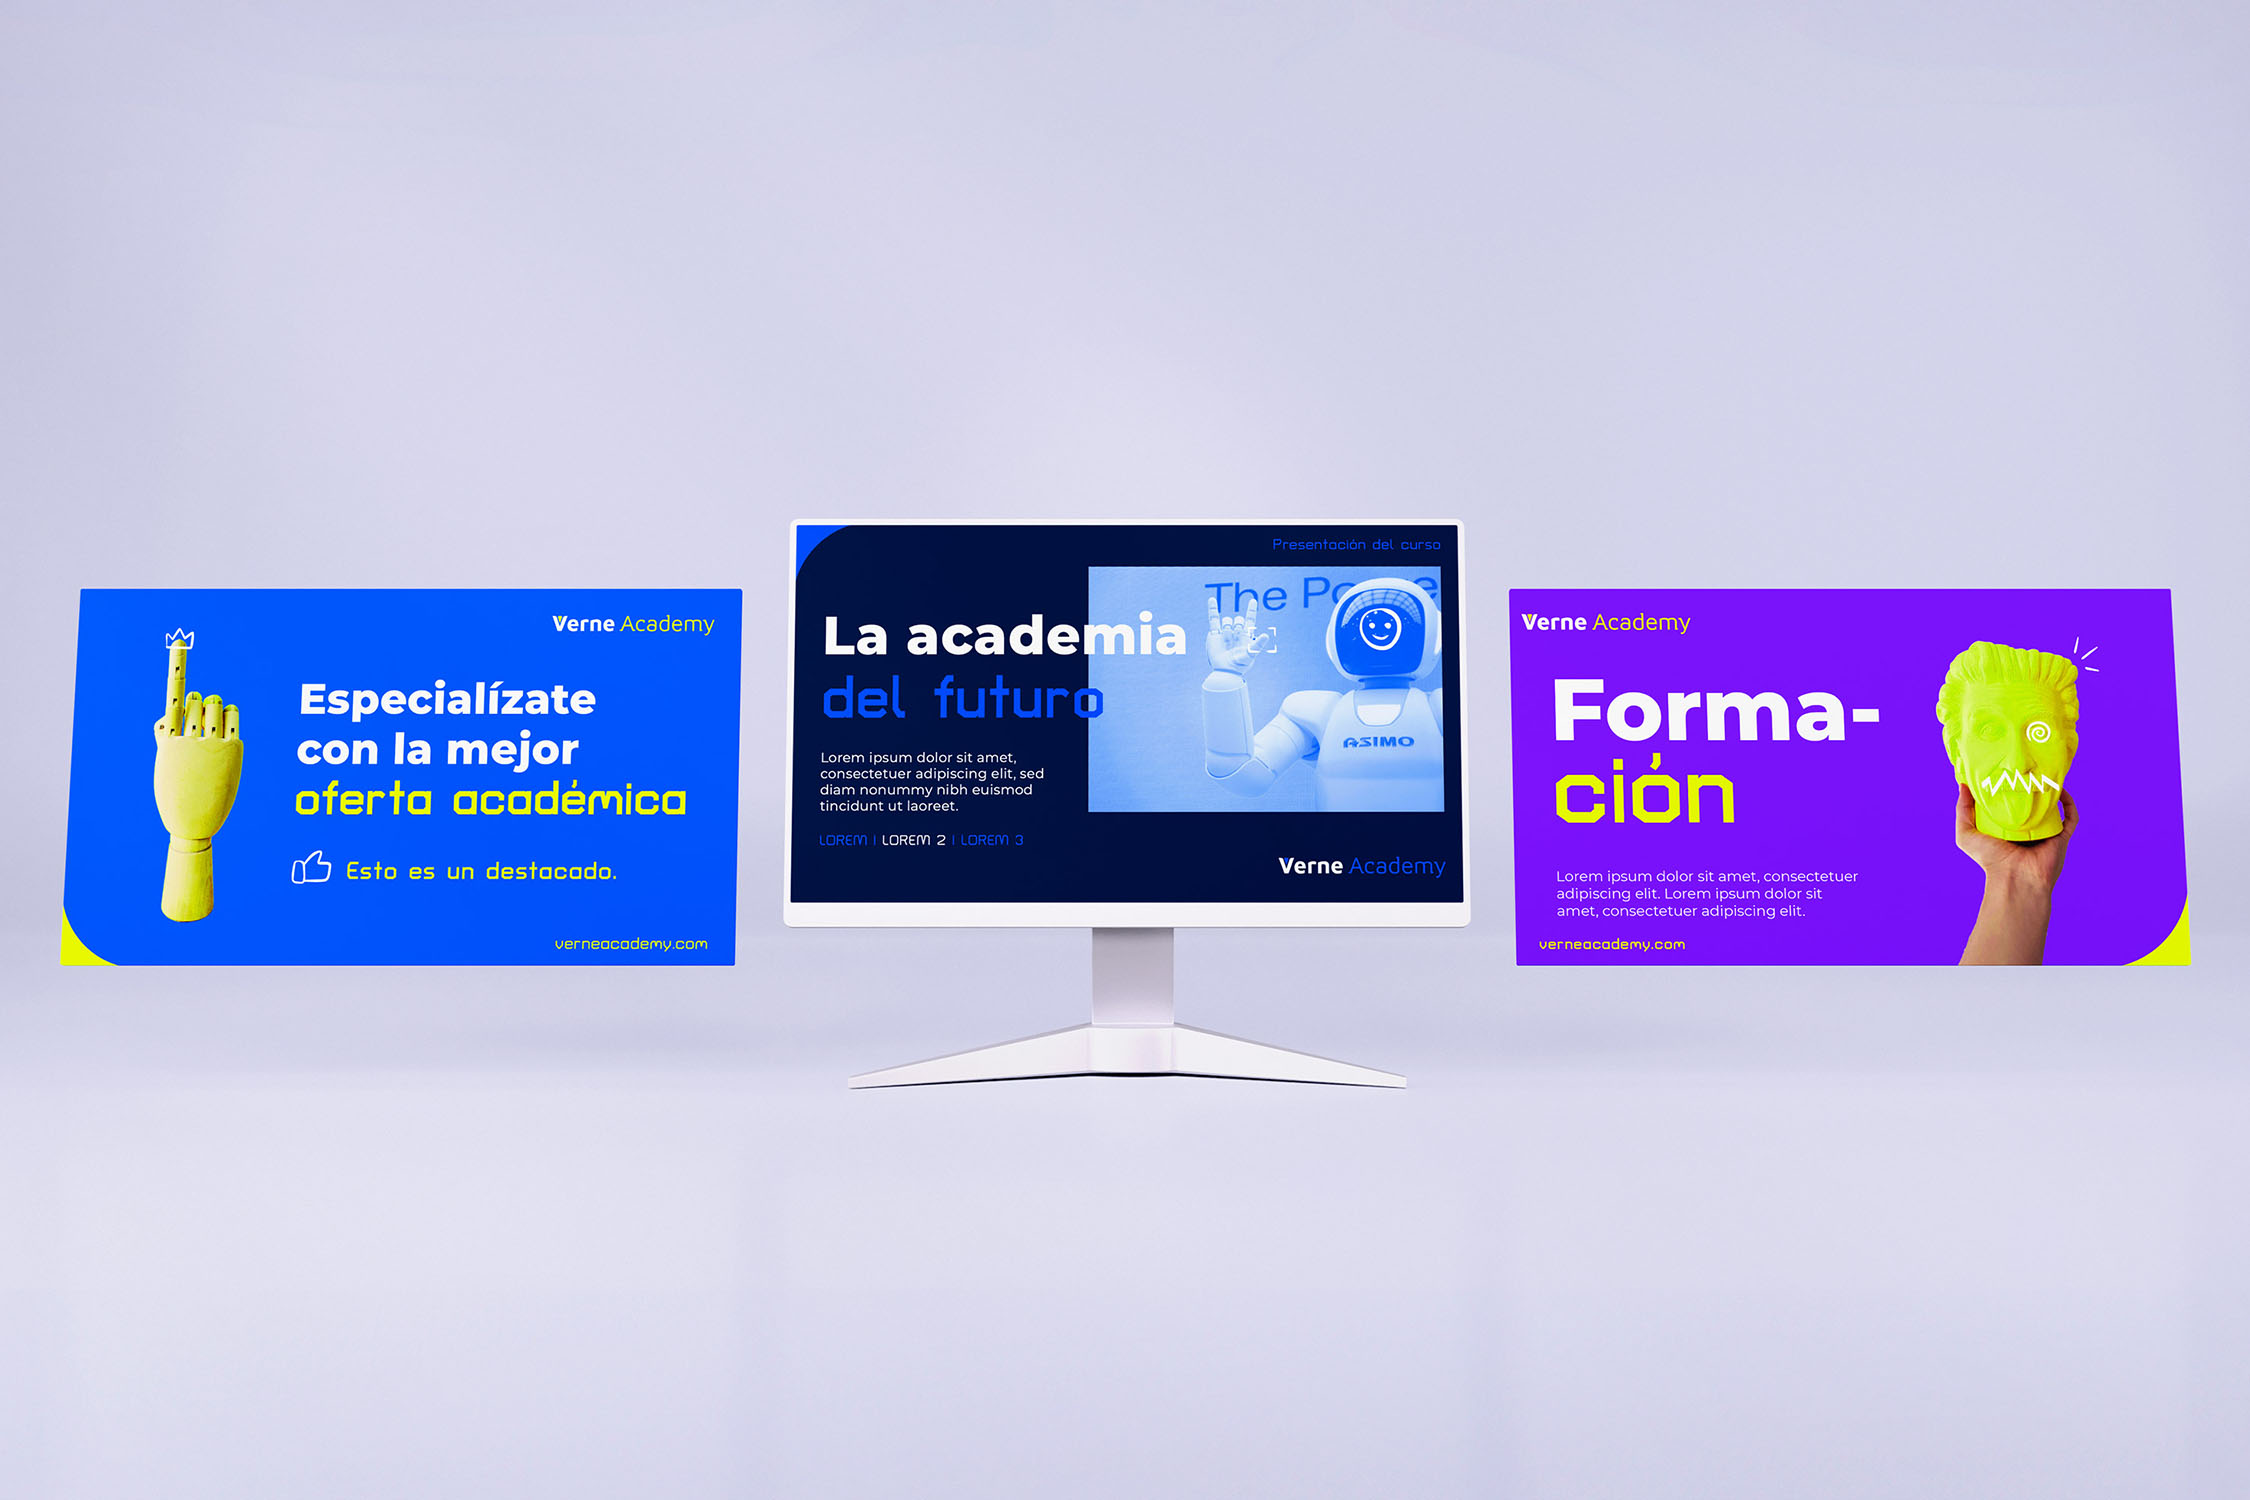 Verne Academy
Especialízate
con la mejor
oferta académica
Esto es un destacado.
verneacademy.com
Presentación del curso
The Po
La academia
del futuro
ASIMO
Lorem ipsum dolor sit amet,
consectetuer adipiscing elit, sed
diam nonummy nibh euismod
tincidunt ut laoreet.
LOREM | LOREM 2 | LOREM 3
Verne Academy
Verne Academy
Forma-
ción
Lorem ipsum dolor sit amet, consectetuer
adipiscing elit. Lorem ipsum dolor sit
amet, consectetuer adipiscing elit.
verneacademy.com